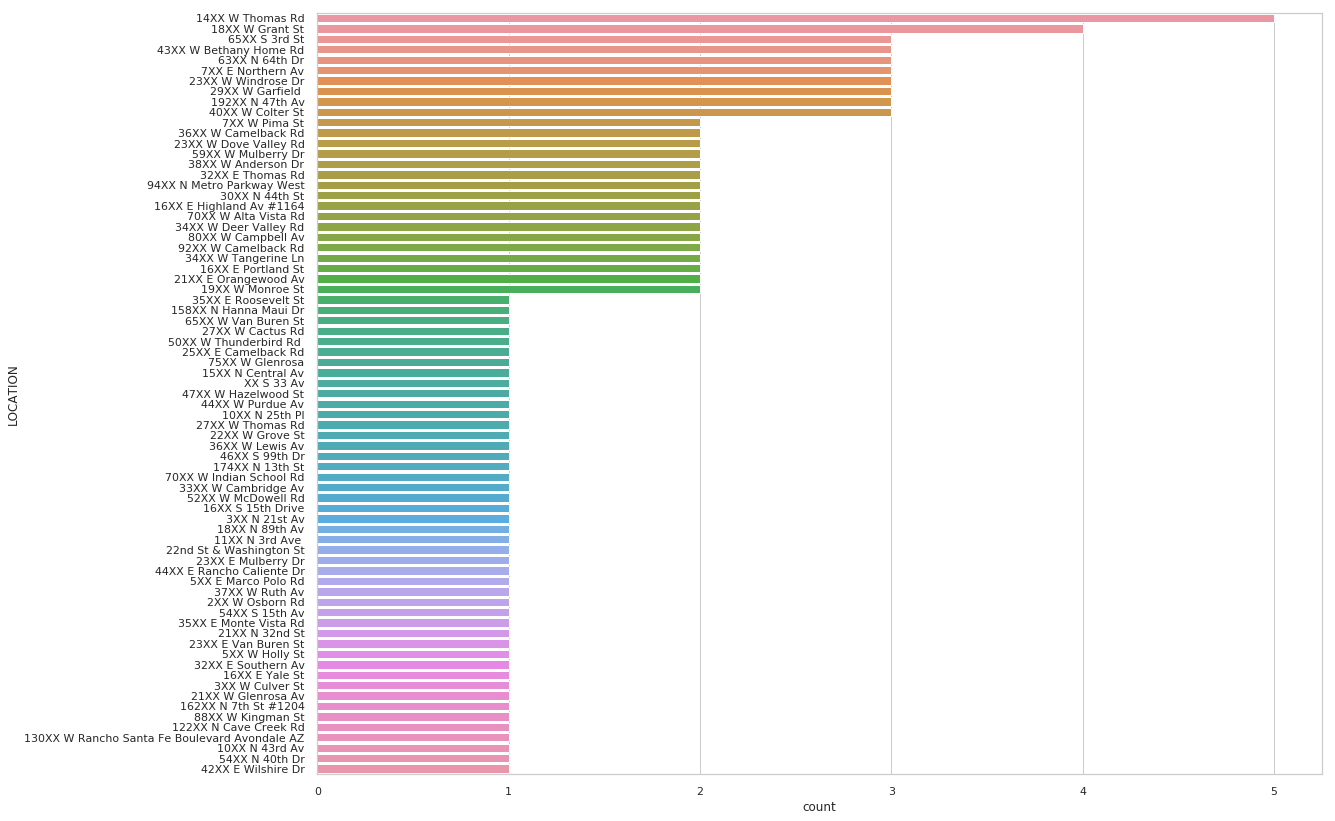 14XX W Thomas Rd
18XX W Grant St
65XX S 3rd St
43XX W Bethany Home Rd
63XX N 64th Dr
7XX E Northern Av
23XX W Windrose Dr
29XX W Garfield
192XX N 47th Av
40XX W Colter St
7XX W Pima St
36XX W Camelback Rd
23XX W Dove Valley Rd
59XX W Mulberry Dr
38XX W Anderson Dr
32XX E Thomas Rd
94XX N Metro Parkway West
30XX N 44th St
16XX E Highland Av #1164
70XX W Alta Vista Rd
34XX W Deer Valley Rd
80XX W Campbell Av
92XX W Camelback Rd
34XX W Tangerine Ln
16XX E Portland St
21XX E Orangewood Av
19XX W Monroe St
35XX E Roosevelt St
158XX N Hanna Maui Dr
65XX W Van Buren St
27XX W Cactus Rd
50XX W Thunderbird Rd
25XX E Camelback Rd
75XX W Glenrosa
15XX N Central Av
XX S 33 Av
47XX W Hazelwood St
44XX W Purdue Av
10XX N 25th Pl
27XX W Thomas Rd
22XX W Grove St
36XX W Lewis Av
46XX S 99th Dr
174XX N 13th St
70XX W Indian School Rd
33XX W Cambridge Av
52XX W McDowell Rd
16XX S 15th Drive
3XX N 21st Av
18XX N 89th Av
11XX N 3rd Ave
22nd St & Washington St
23XX E Mulberry Dr
44XX E Rancho Caliente Dr
5XX E Marco Polo Rd
37XX W Ruth Av
2XX W Osborn Rd
54XX S 15th Av
35XX E Monte Vista Rd
21XX N 32nd St
23XX E Van Buren St
5XX W Holly St
32XX E Southern Av
16XX E Yale St
3XX W Culver St
21XX W Glenrosa Av
162XX N 7th St #1204
88XX W Kingman St
122XX N Cave Creek Rd
130XX W Rancho Santa Fe Boulevard Avondale AZ
10XX N 43rd Av
54XX N 40th Dr
42XX E Wilshire Dr
LOCATION
0 1 2 3 4 5
count